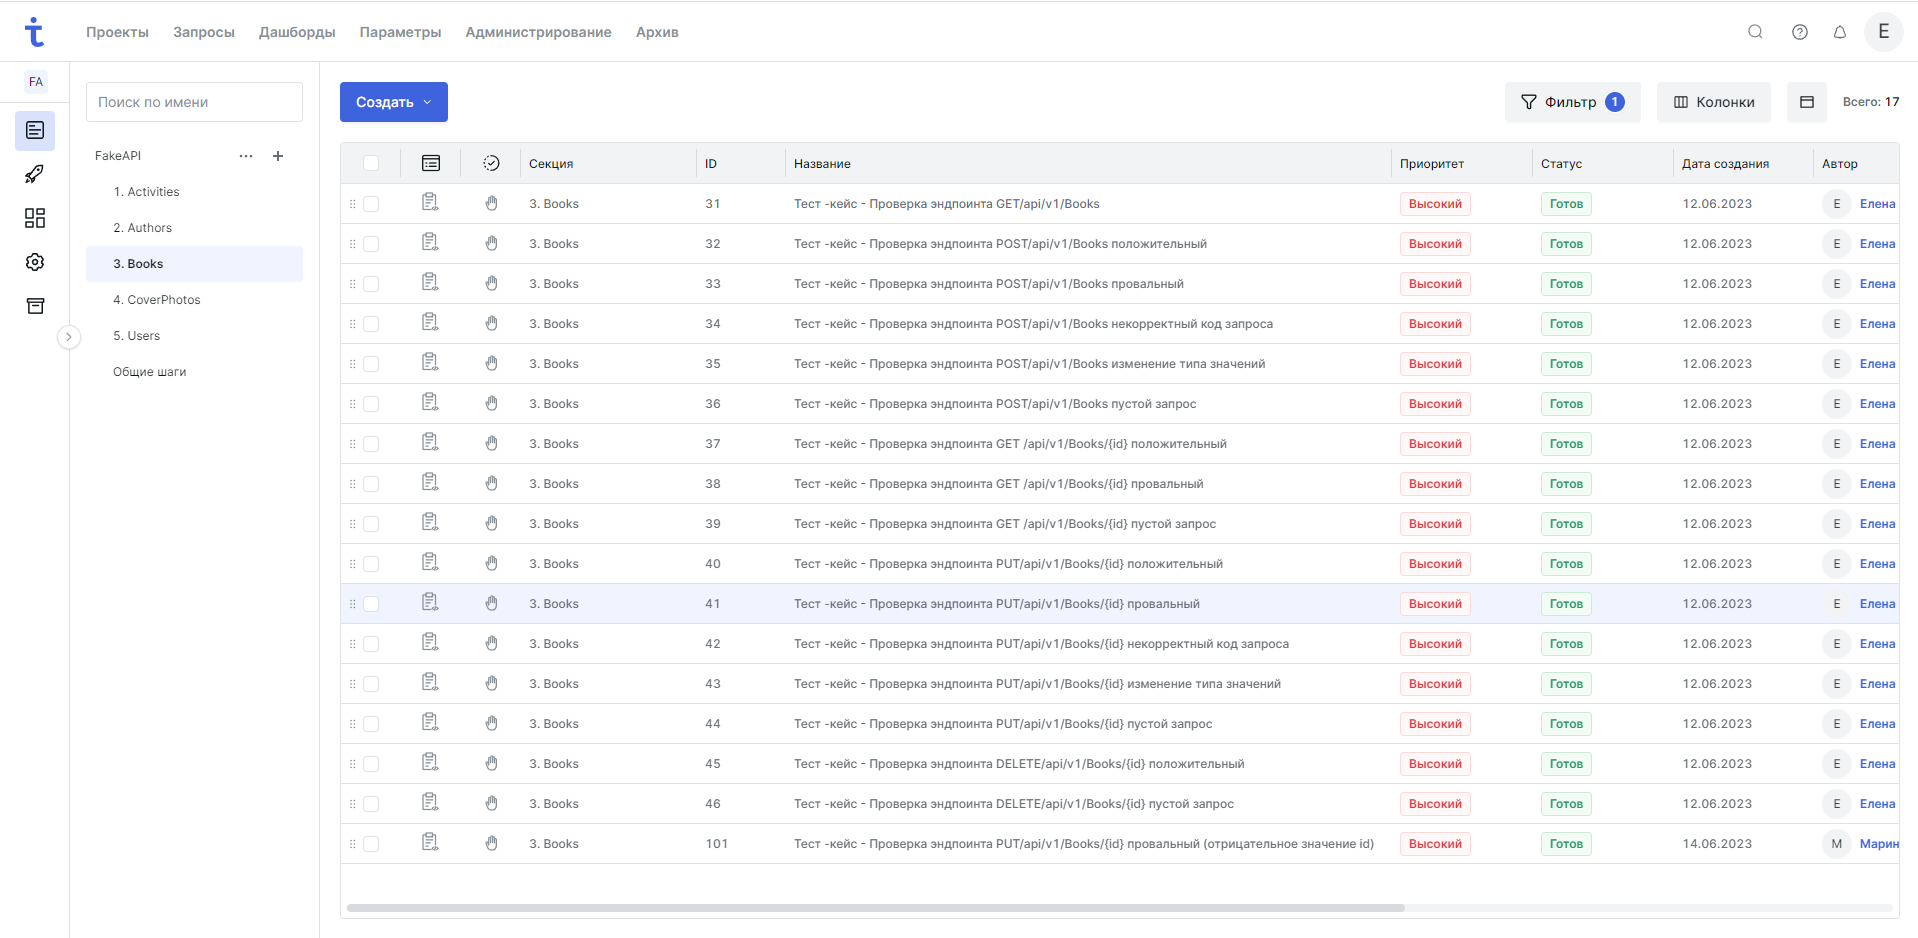 Проекты Запросы Дашборды Параметры Администрирование Архив E
FA
Поиск по имени
Создать Фильтр 1 Колонки Всего: 17
FakeAPI
1. Activities
2. Authors
3. Books
4. CoverPhotos
5. Users
Общие шаги
Секция ID Название Приоритет Статус Дата создания Автор
3. Books 31 Тест -кейс - Проверка эндпоинта GET/api/v1/Books Высокий Готов 12.06.2023 E Елена
3. Books 32 Тест -кейс - Проверка эндпоинта POST/api/v1/Books положительный Высокий Готов 12.06.2023 E Елена
3. Books 33 Тест -кейс - Проверка эндпоинта POST/api/v1/Books провальный Высокий Готов 12.06.2023 E Елена
3. Books 34 Тест -кейс - Проверка эндпоинта POST/api/v1/Books некорректный код запроса Высокий Готов 12.06.2023 E Елена
3. Books 35 Тест -кейс - Проверка эндпоинта POST/api/v1/Books изменение типа значений Высокий Готов 12.06.2023 E Елена
3. Books 36 Тест -кейс - Проверка эндпоинта POST/api/v1/Books пустой запрос Высокий Готов 12.06.2023 E Елена
3. Books 37 Тест -кейс - Проверка эндпоинта GET /api/v1/Books/{id} положительный Высокий Готов 12.06.2023 E Елена
3. Books 38 Тест -кейс - Проверка эндпоинта GET /api/v1/Books/{id} провальный Высокий Готов 12.06.2023 E Елена
3. Books 39 Тест -кейс - Проверка эндпоинта GET /api/v1/Books/{id} пустой запрос Высокий Готов 12.06.2023 E Елена
3. Books 40 Тест -кейс - Проверка эндпоинта PUT/api/v1/Books/{id} положительный Высокий Готов 12.06.2023 E Елена
3. Books 41 Тест -кейс - Проверка эндпоинта PUT/api/v1/Books/{id} провальный Высокий Готов 12.06.2023 E Елена
3. Books 42 Тест -кейс - Проверка эндпоинта PUT/api/v1/Books/{id} некорректный код запроса Высокий Готов 12.06.2023 E Елена
3. Books 43 Тест -кейс - Проверка эндпоинта PUT/api/v1/Books/{id} изменение типа значений Высокий Готов 12.06.2023 E Елена
3. Books 44 Тест -кейс - Проверка эндпоинта PUT/api/v1/Books/{id} пустой запрос Высокий Готов 12.06.2023 E Елена
3. Books 45 Тест -кейс - Проверка эндпоинта DELETE/api/v1/Books/{id} положительный Высокий Готов 12.06.2023 E Елена
3. Books 46 Тест -кейс - Проверка эндпоинта DELETE/api/v1/Books/{id} пустой запрос Высокий Готов 12.06.2023 E Елена
3. Books 101 Тест -кейс - Проверка эндпоинта PUT/api/v1/Books/{id} провальный (отрицательное значение id) Высокий Готов 14.06.2023 М Марин